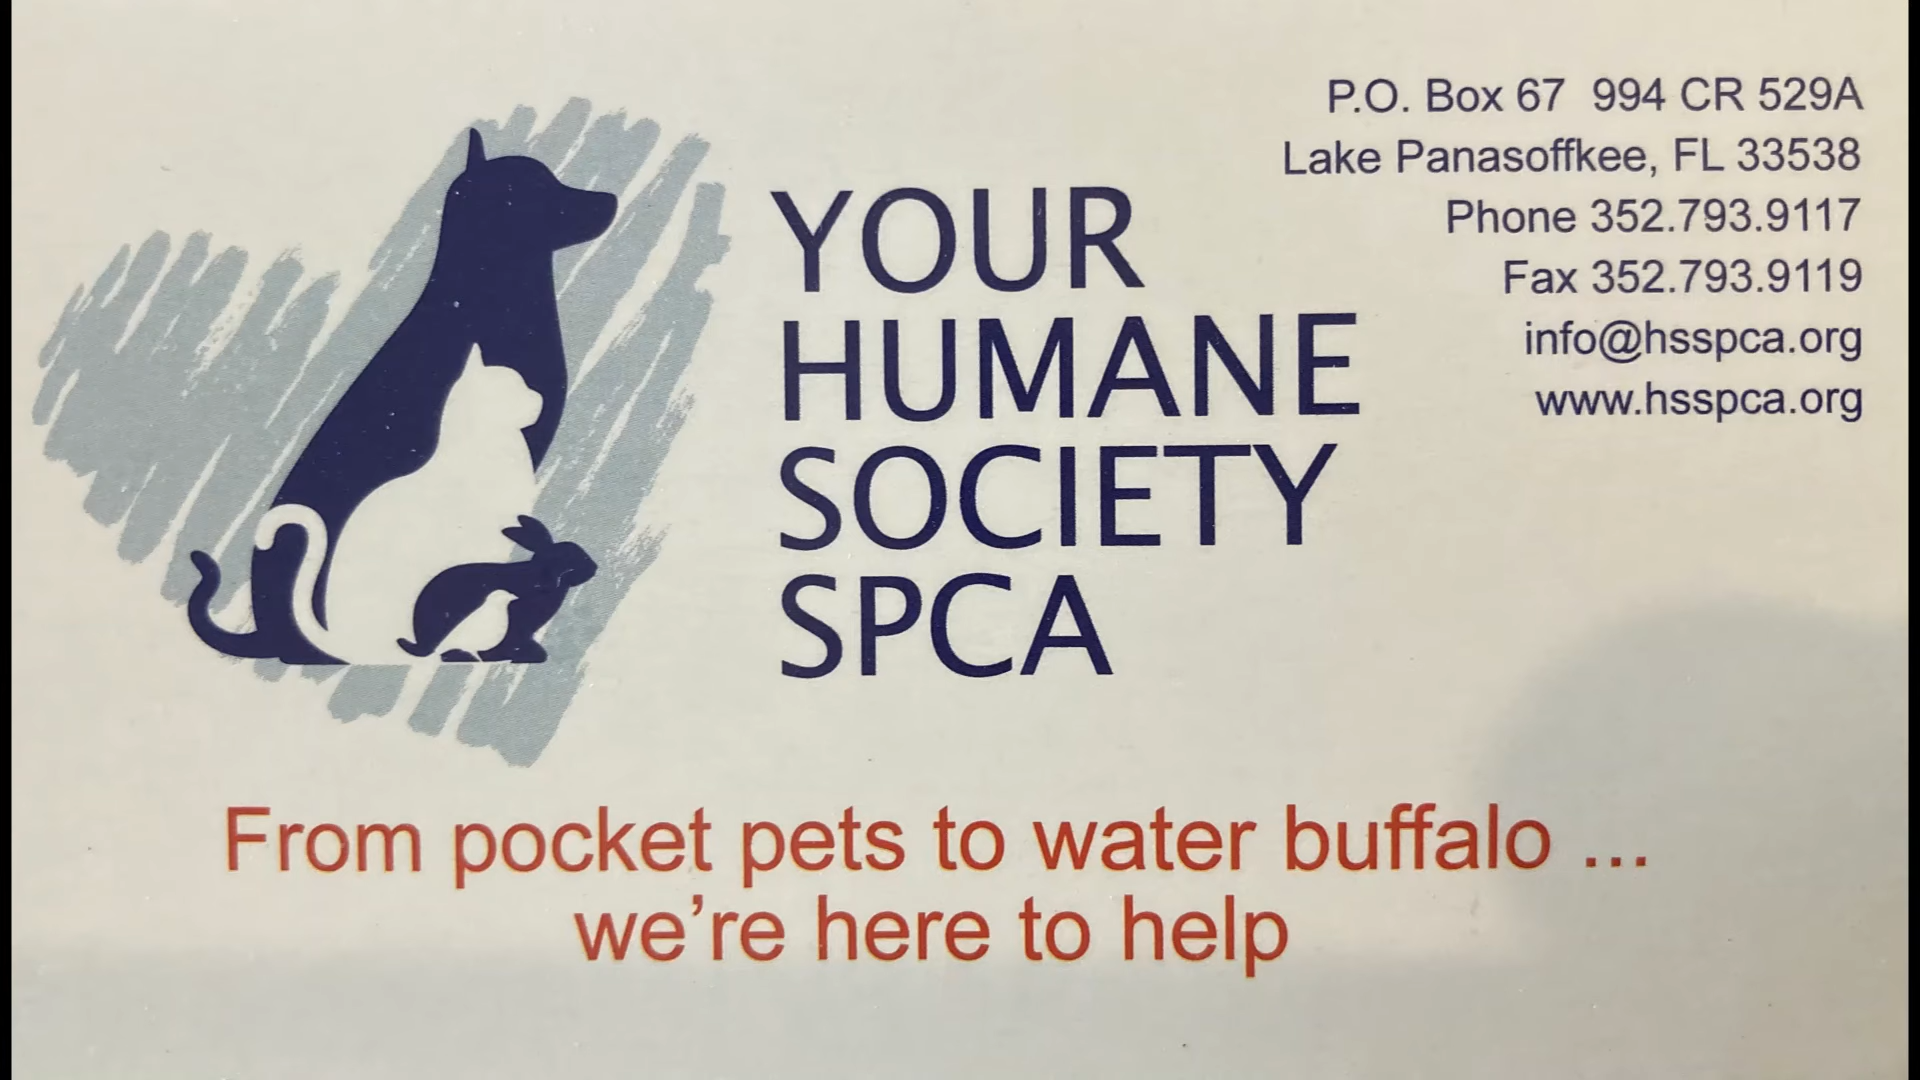 P.O. Box 67 994 CR 529A
Lake Panasoffkee, FL 33538
Phone 352.793.9117
Fax 352.793.9119
info@hsspca.org
www.hsspca.org
YOUR
HUMANE
SOCIETY
SPCA
From pocket pets to water buffalo ...
we're here to help